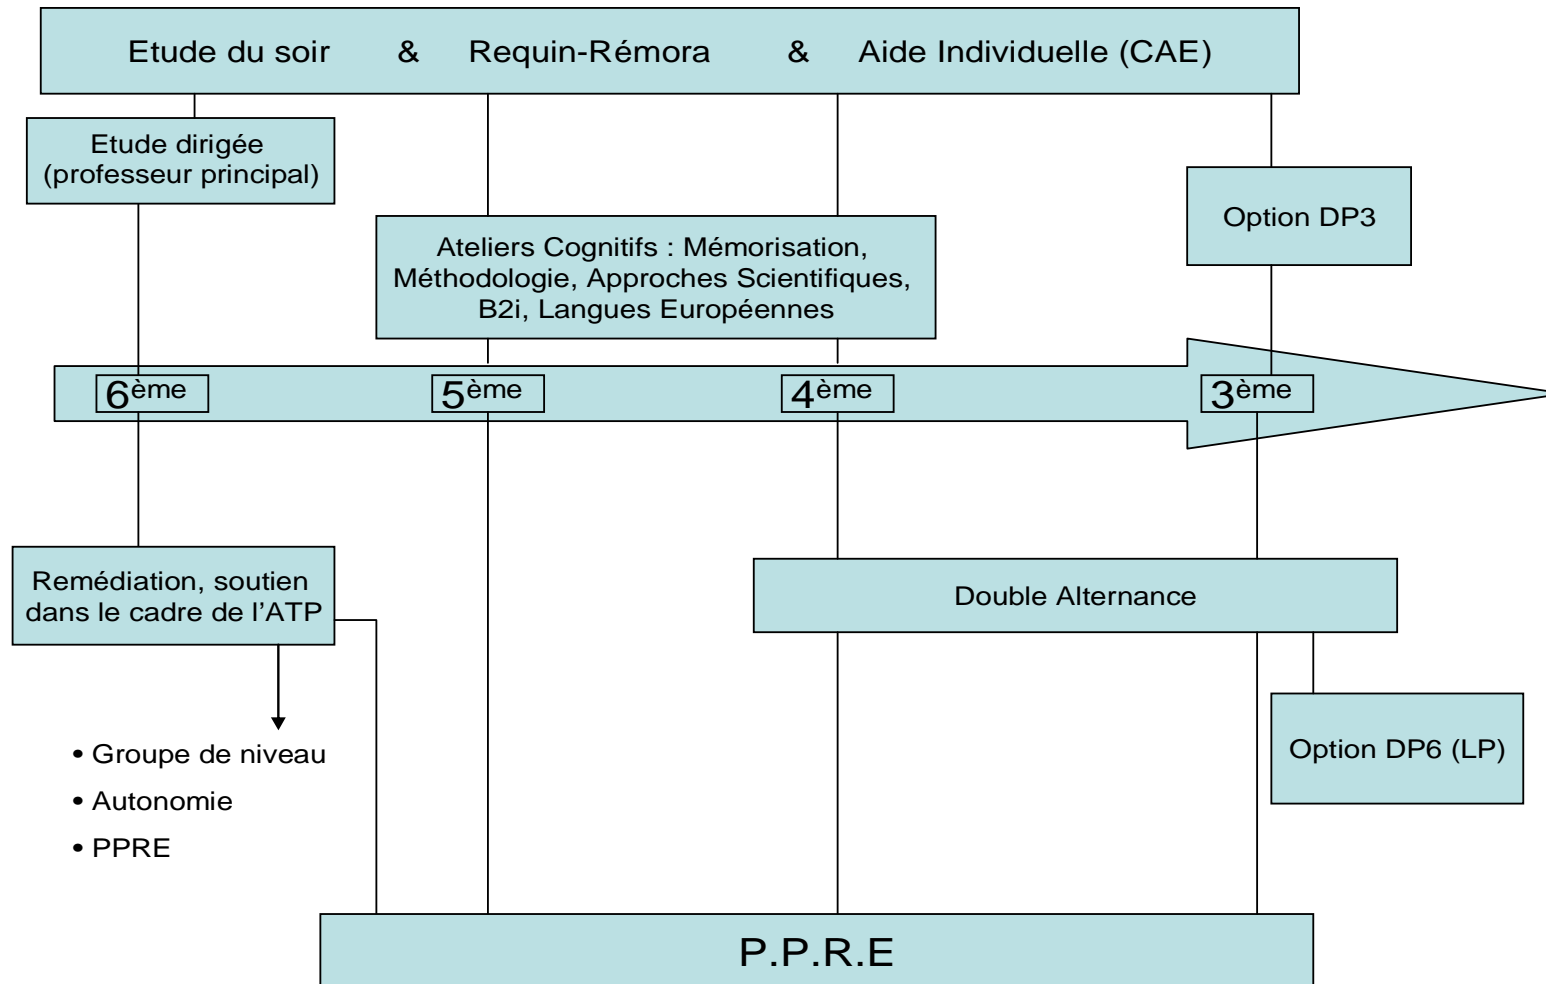 Etude du soir & Requin-Rémora & Aide Individuelle (CAE)
Etude dirigée
(professeur principal)
Option DP3
Ateliers Cognitifs : Mémorisation,
Méthodologie, Approches Scientifiques,
B2i, Langues Européennes
6ème
5ème
4ème
3ème
Remédiation, soutien
dans le cadre de l’ATP
Double Alternance
Option DP6 (LP)
• Groupe de niveau
• Autonomie
• PPRE
P.P.R.E